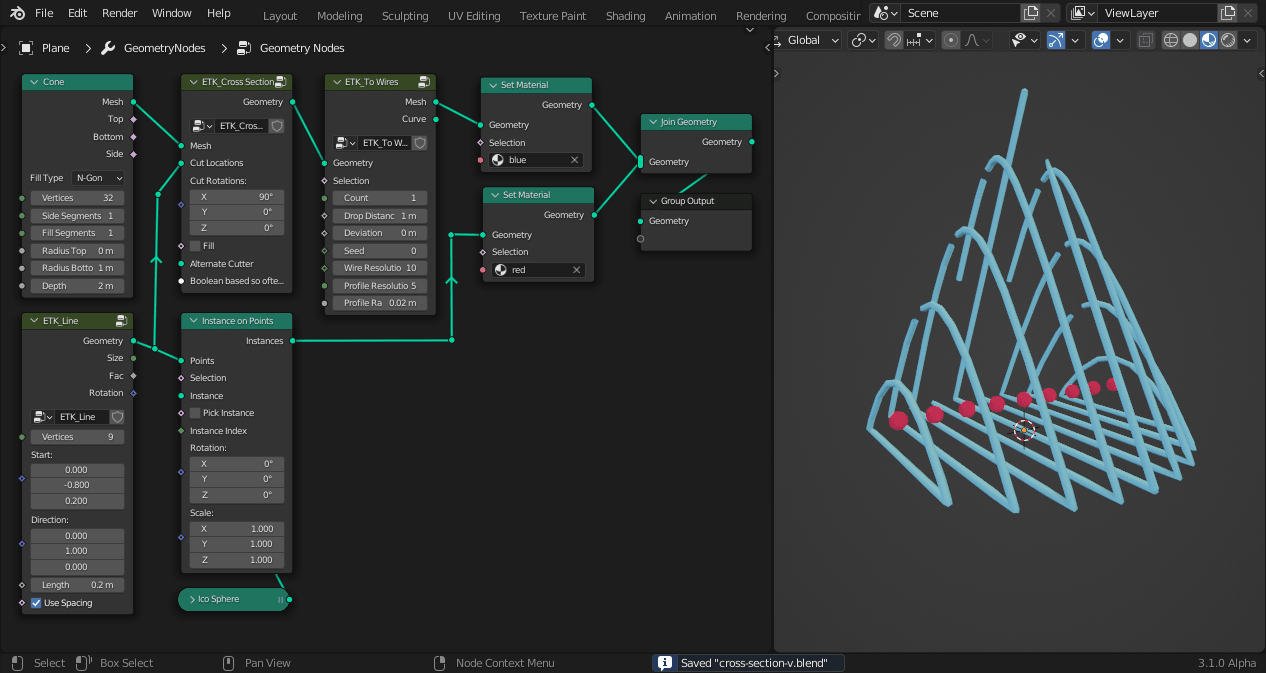 File Edit Render Window Help
Layout Modeling Sculpting UV Editing Texture Paint Shading Animation Rendering Compositir
Scene
ViewLayer
Plane
GeometryNodes
Geometry Nodes
Global
Cone
Mesh
Top
Bottom
Side
Fill Type N-Gon
Vertices 32
Side Segments 1
Fill Segments 1
Radius Top 0 m
Radius Botto 1 m
Depth 2 m
ETK_Cross Section
Geometry
ETK_Cros...
Mesh
Cut Locations
Cut Rotations:
X 90°
Y 0°
Z 0°
Fill
Alternate Cutter
Boolean based so ofte...
ETK_To Wires
Mesh
Curve
ETK_To W...
Geometry
Selection
Count 1
Drop Distanc 1 m
Deviation 0 m
Seed 0
Wire Resolutio 10
Profile Resolutio 5
Profile Ra 0.02 m
Set Material
Geometry
Geometry
Selection
blue
Set Material
Geometry
Geometry
Selection
red
Join Geometry
Geometry
Geometry
Group Output
Geometry
ETK_Line
Geometry
Size
Fac
Rotation
ETK_Line
Vertices 9
Start:
0.000
-0.800
0.200
Direction:
0.000
1.000
0.000
Length 0.2 m
Use Spacing
Instance on Points
Instances
Points
Selection
Instance
Pick Instance
Instance Index
Rotation:
X 0°
Y 0°
Z 0°
Scale:
X 1.000
Y 1.000
Z 1.000
Ico Sphere
Select
Box Select
Pan View
Node Context Menu
Saved "cross-section-v.blend"
3.1.0 Alpha